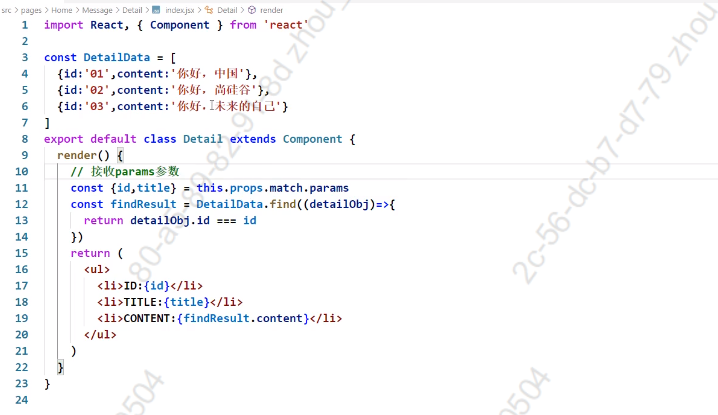 src > pages > Home > Message > Detail > index.jsx > Detail > render
1 import React, { Component } from 'react'
2
3 const DetailData = [
4 {id:'01',content:'你好，中国'},
5 {id:'02',content:'你好，尚硅谷'},
6 {id:'03',content:'你好，未来的自己'}
7 ]
8 export default class Detail extends Component {
9 render() {
10 // 接收params参数
11 const {id,title} = this.props.match.params
12 const findResult = DetailData.find((detailObj)=>{
13 return detailObj.id === id
14 })
15 return (
16 <ul>
17 <li>ID:{id}</li>
18 <li>TITLE:{title}</li>
19 <li>CONTENT:{findResult.content}</li>
20 </ul>
21 )
22 }
23 }
24
2c-56-dc-b7-d7-79 zhou
0504
0504